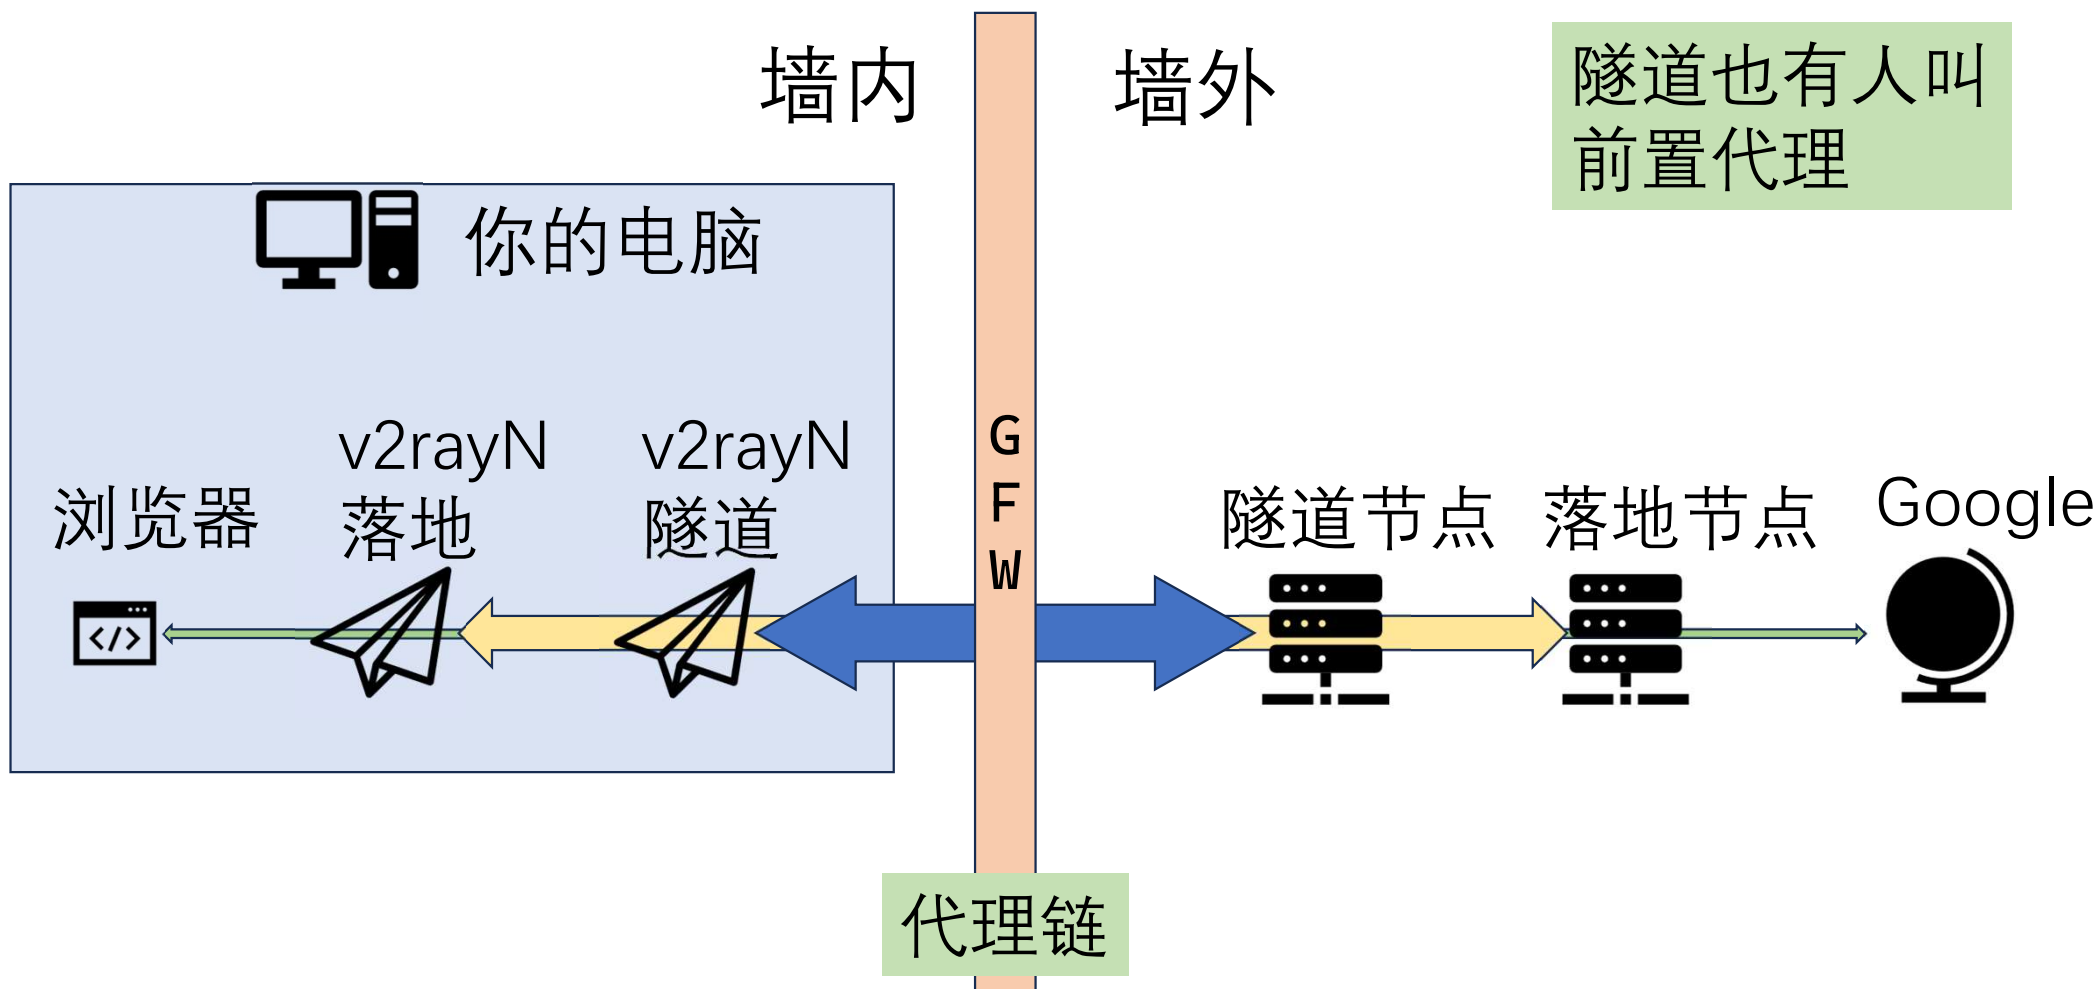 墙内
墙外
隧道也有人叫
前置代理
你的电脑
浏览器
v2rayN
落地
v2rayN
隧道
G
F
W
隧道节点
落地节点
Google
代理链